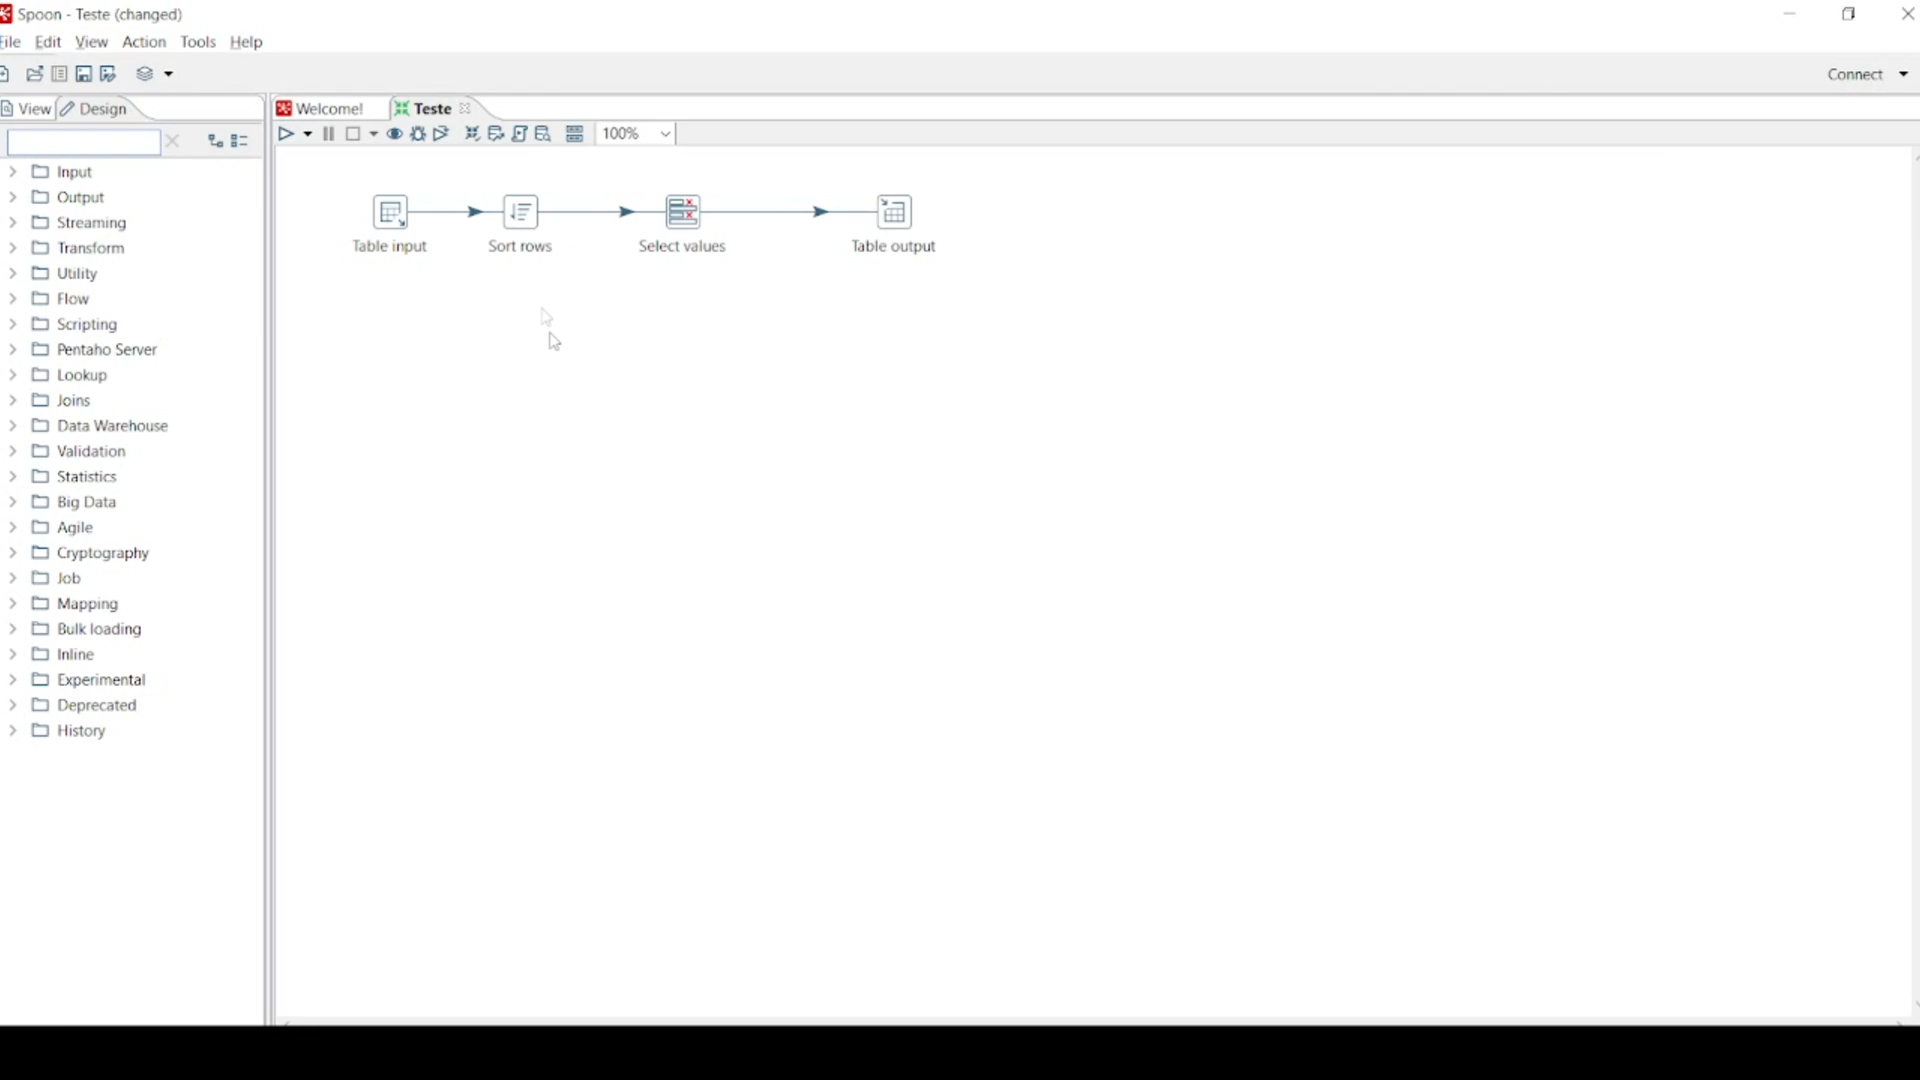 Spoon - Teste (changed)
File Edit View Action Tools Help
Connect
View Design
Welcome! Teste
100%
Input
Output
Streaming
Transform
Utility
Flow
Scripting
Pentaho Server
Lookup
Joins
Data Warehouse
Validation
Statistics
Big Data
Agile
Cryptography
Job
Mapping
Bulk loading
Inline
Experimental
Deprecated
History
Table input Sort rows Select values Table output